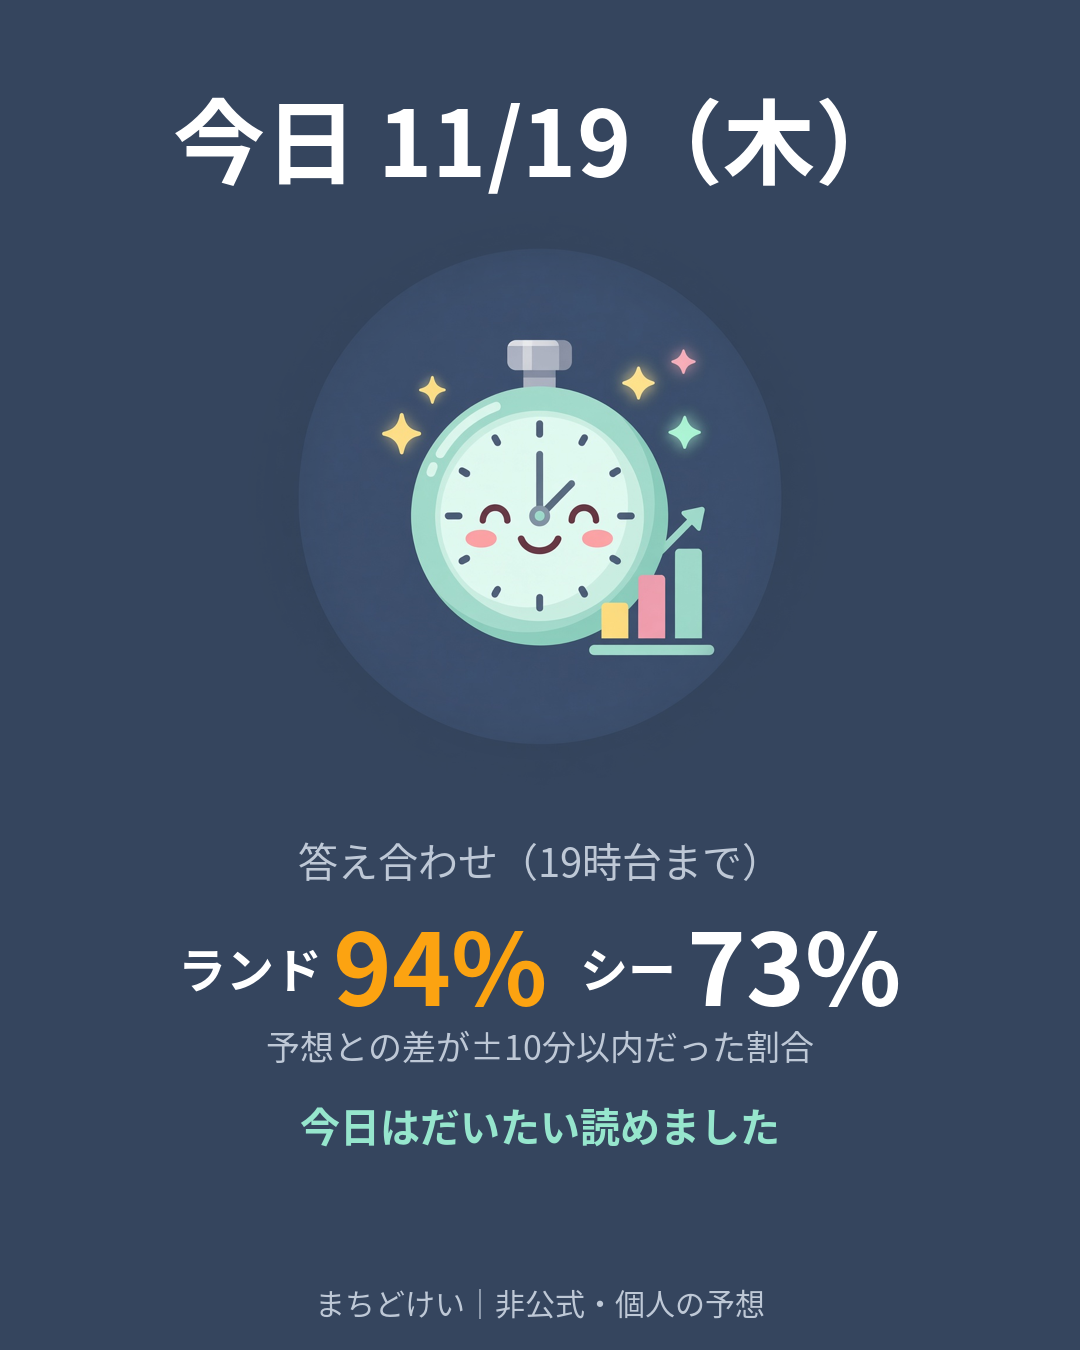 今日 11/19（木）
答え合わせ（19時台まで）
ランド 94% シー 73%
予想との差が±10分以内だった割合
今日はだいたい読めました
まちどけい｜非公式・個人の予想